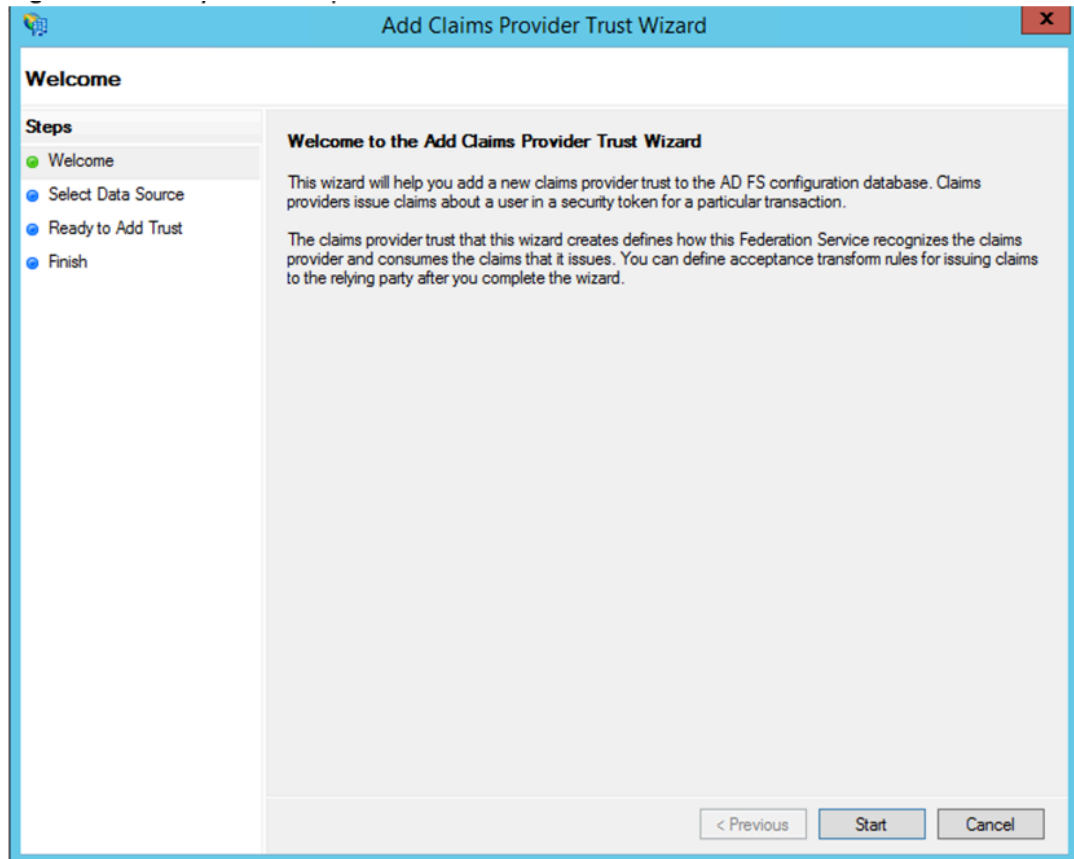 Add Claims Provider Trust Wizard
x
Welcome
Steps
Welcome
Select Data Source
Ready to Add Trust
Finish
Welcome to the Add Claims Provider Trust Wizard
This wizard will help you add a new claims provider trust to the AD FS configuration database. Claims
providers issue claims about a user in a security token for a particular transaction.
The claims provider trust that this wizard creates defines how this Federation Service recognizes the claims
provider and consumes the claims that it issues. You can define acceptance transform rules for issuing claims
to the relying party after you complete the wizard.
< Previous
Start
Cancel